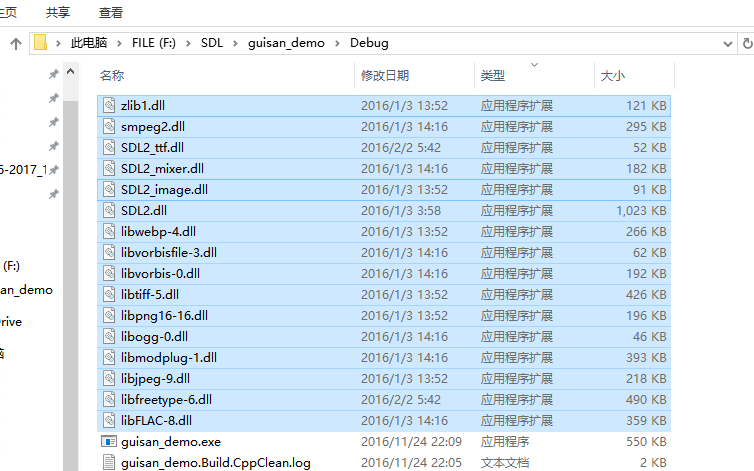 主页 共享 查看
此电脑 FILE (F:) SDL guisan_demo Debug
名称 修改日期 类型 大小
zlib1.dll 2016/1/3 13:52 应用程序扩展 121 KB
smpeg2.dll 2016/1/3 14:16 应用程序扩展 295 KB
SDL2_ttf.dll 2016/2/2 5:42 应用程序扩展 52 KB
SDL2_mixer.dll 2016/1/3 14:16 应用程序扩展 182 KB
5-2017_1
SDL2_image.dll 2016/1/3 13:52 应用程序扩展 91 KB
SDL2.dll 2016/1/3 3:58 应用程序扩展 1,023 KB
libwebp-4.dll 2016/1/3 13:52 应用程序扩展 266 KB
libvorbisfile-3.dll 2016/1/3 14:16 应用程序扩展 62 KB
(F:)
libvorbis-0.dll 2016/1/3 14:16 应用程序扩展 192 KB
an_demo
libtiff-5.dll 2016/1/3 13:52 应用程序扩展 426 KB
libpng16-16.dll 2016/1/3 13:52 应用程序扩展 196 KB
rive
libogg-0.dll 2016/1/3 14:16 应用程序扩展 46 KB
libmodplug-1.dll 2016/1/3 14:16 应用程序扩展 393 KB
libjpeg-9.dll 2016/1/3 13:52 应用程序扩展 218 KB
libfreetype-6.dll 2016/2/2 5:42 应用程序扩展 490 KB
libFLAC-8.dll 2016/1/3 14:16 应用程序扩展 359 KB
guisan_demo.exe 2016/11/24 22:09 应用程序 550 KB
guisan_demo.Build.CppClean.log 2016/11/24 22:05 文本文档 2 KB